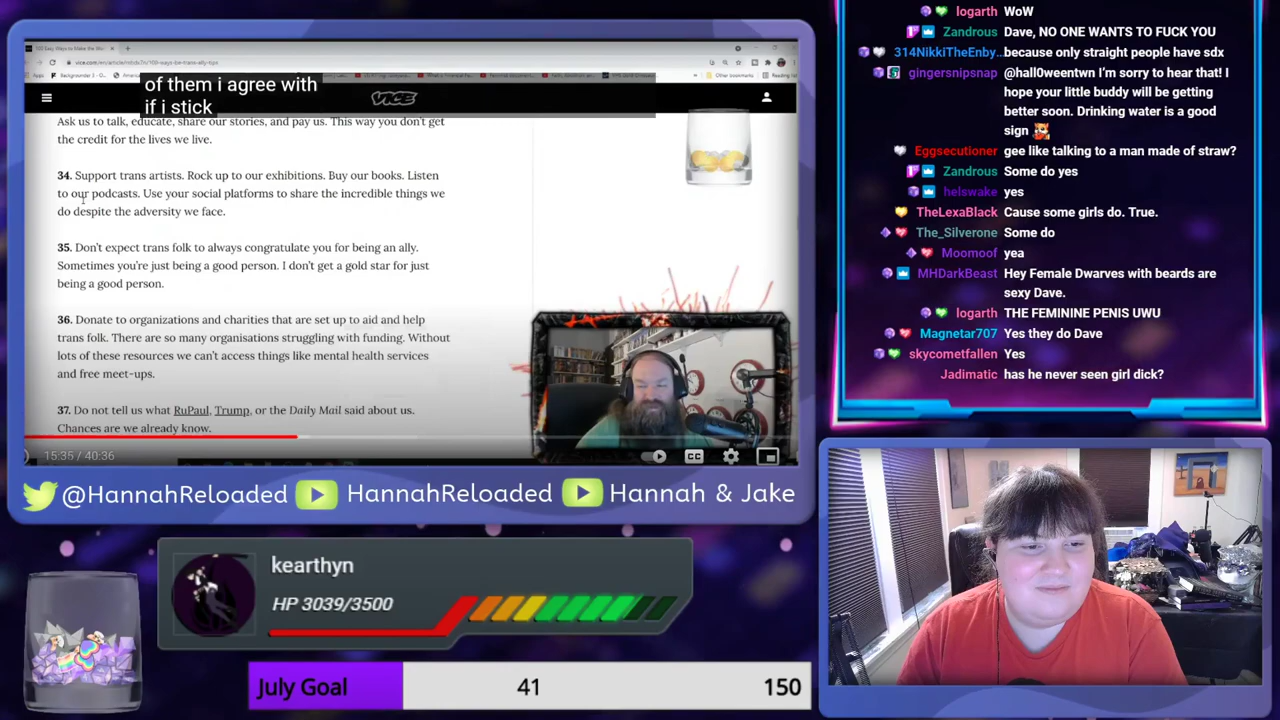 of them i agree with
if i stick
VICE
Ask us to talk, educate, share our stories, and pay us. This way you don't get
the credit for the lives we live.
34. Support trans artists. Rock up to our exhibitions. Buy our books. Listen
to our podcasts. Use your social platforms to share the incredible things we
do despite the adversity we face.
35. Don't expect trans folk to always congratulate you for being an ally.
Sometimes you're just being a good person. I don't get a gold star for just
being a good person.
36. Donate to organizations and charities that are set up to aid and help
trans folk. There are so many organisations struggling with funding. Without
lots of these resources we can't access things like mental health services
and free meet-ups.
37. Do not tell us what RuPaul, Trump, or the Daily Mail said about us.
Chances are we already know.
15:35 / 40:36
@HannahReloaded
HannahReloaded
Hannah & Jake
kearthyn
HP 3039/3500
July Goal
41
150
logarth WoW
Zandrous Dave, NO ONE WANTS TO FUCK YOU
314NikkiTheEnby... because only straight people have sdx
gingersnipsnap @hall0weentwn I'm sorry to hear that! I
hope your little buddy will be getting
better soon. Drinking water is a good
sign
Eggsecutioner gee like talking to a man made of straw?
Zandrous Some do yes
helswake yes
TheLexaBlack Cause some girls do. True.
The_Silverone Some do
Moomoof yea
MHDarkBeast Hey Female Dwarves with beards are
sexy Dave.
logarth THE FEMININE PENIS UWU
Magnetar707 Yes they do Dave
skycometfallen Yes
Jadimatic has he never seen girl dick?